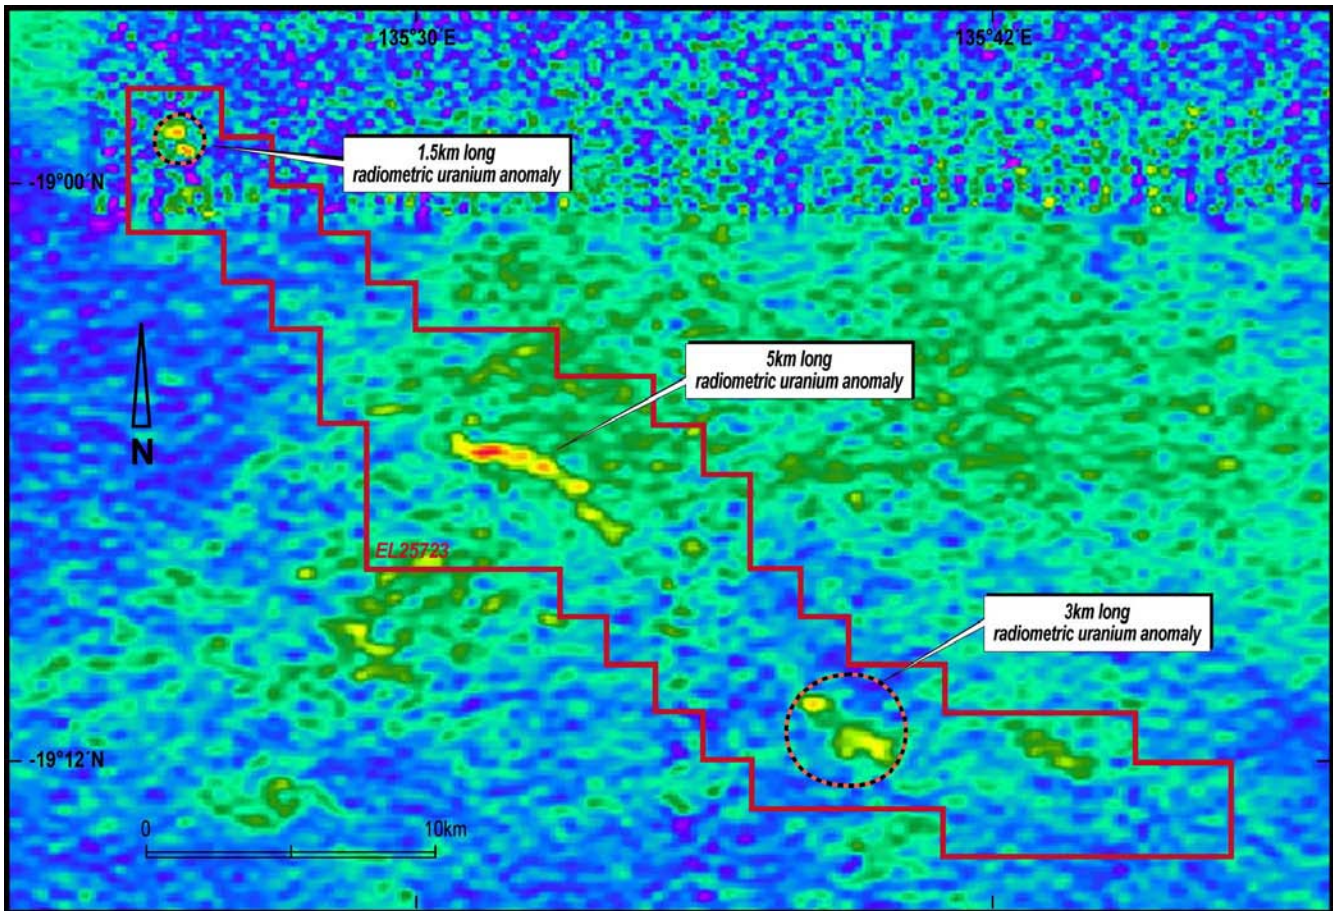 135°30´E
135°42´E
1.5km long
radiometric uranium anomaly
-19°00´N
5km long
radiometric uranium anomaly
N
EL25723
3km long
radiometric uranium anomaly
-19°12´N
0
10km